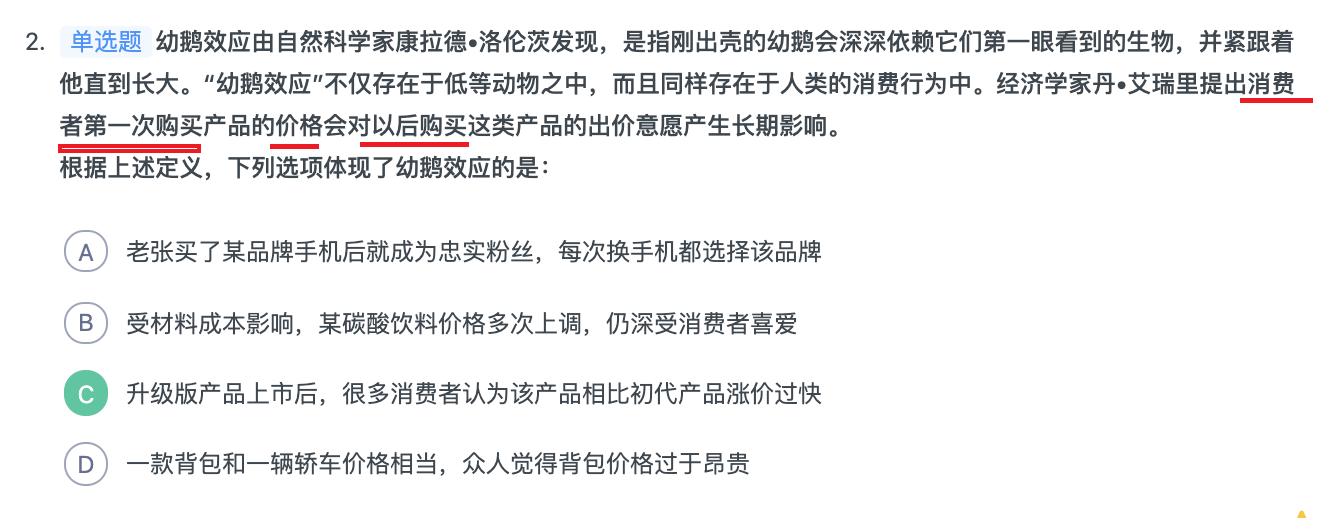 2. 单选题 幼鹅效应由自然科学家康拉德•洛伦茨发现，是指刚出壳的幼鹅会深深依赖它们第一眼看到的生物，并紧跟着
他直到长大。“幼鹅效应”不仅存在于低等动物之中，而且同样存在于人类的消费行为中。经济学家丹•艾瑞里提出消费
者第一次购买产品的价格会对以后购买这类产品的出价意愿产生长期影响。
根据上述定义，下列选项体现了幼鹅效应的是：
A 老张买了某品牌手机后就成为忠实粉丝，每次换手机都选择该品牌
B 受材料成本影响，某碳酸饮料价格多次上调，仍深受消费者喜爱
C 升级版产品上市后，很多消费者认为该产品相比初代产品涨价过快
D 一款背包和一辆轿车价格相当，众人觉得背包价格过于昂贵